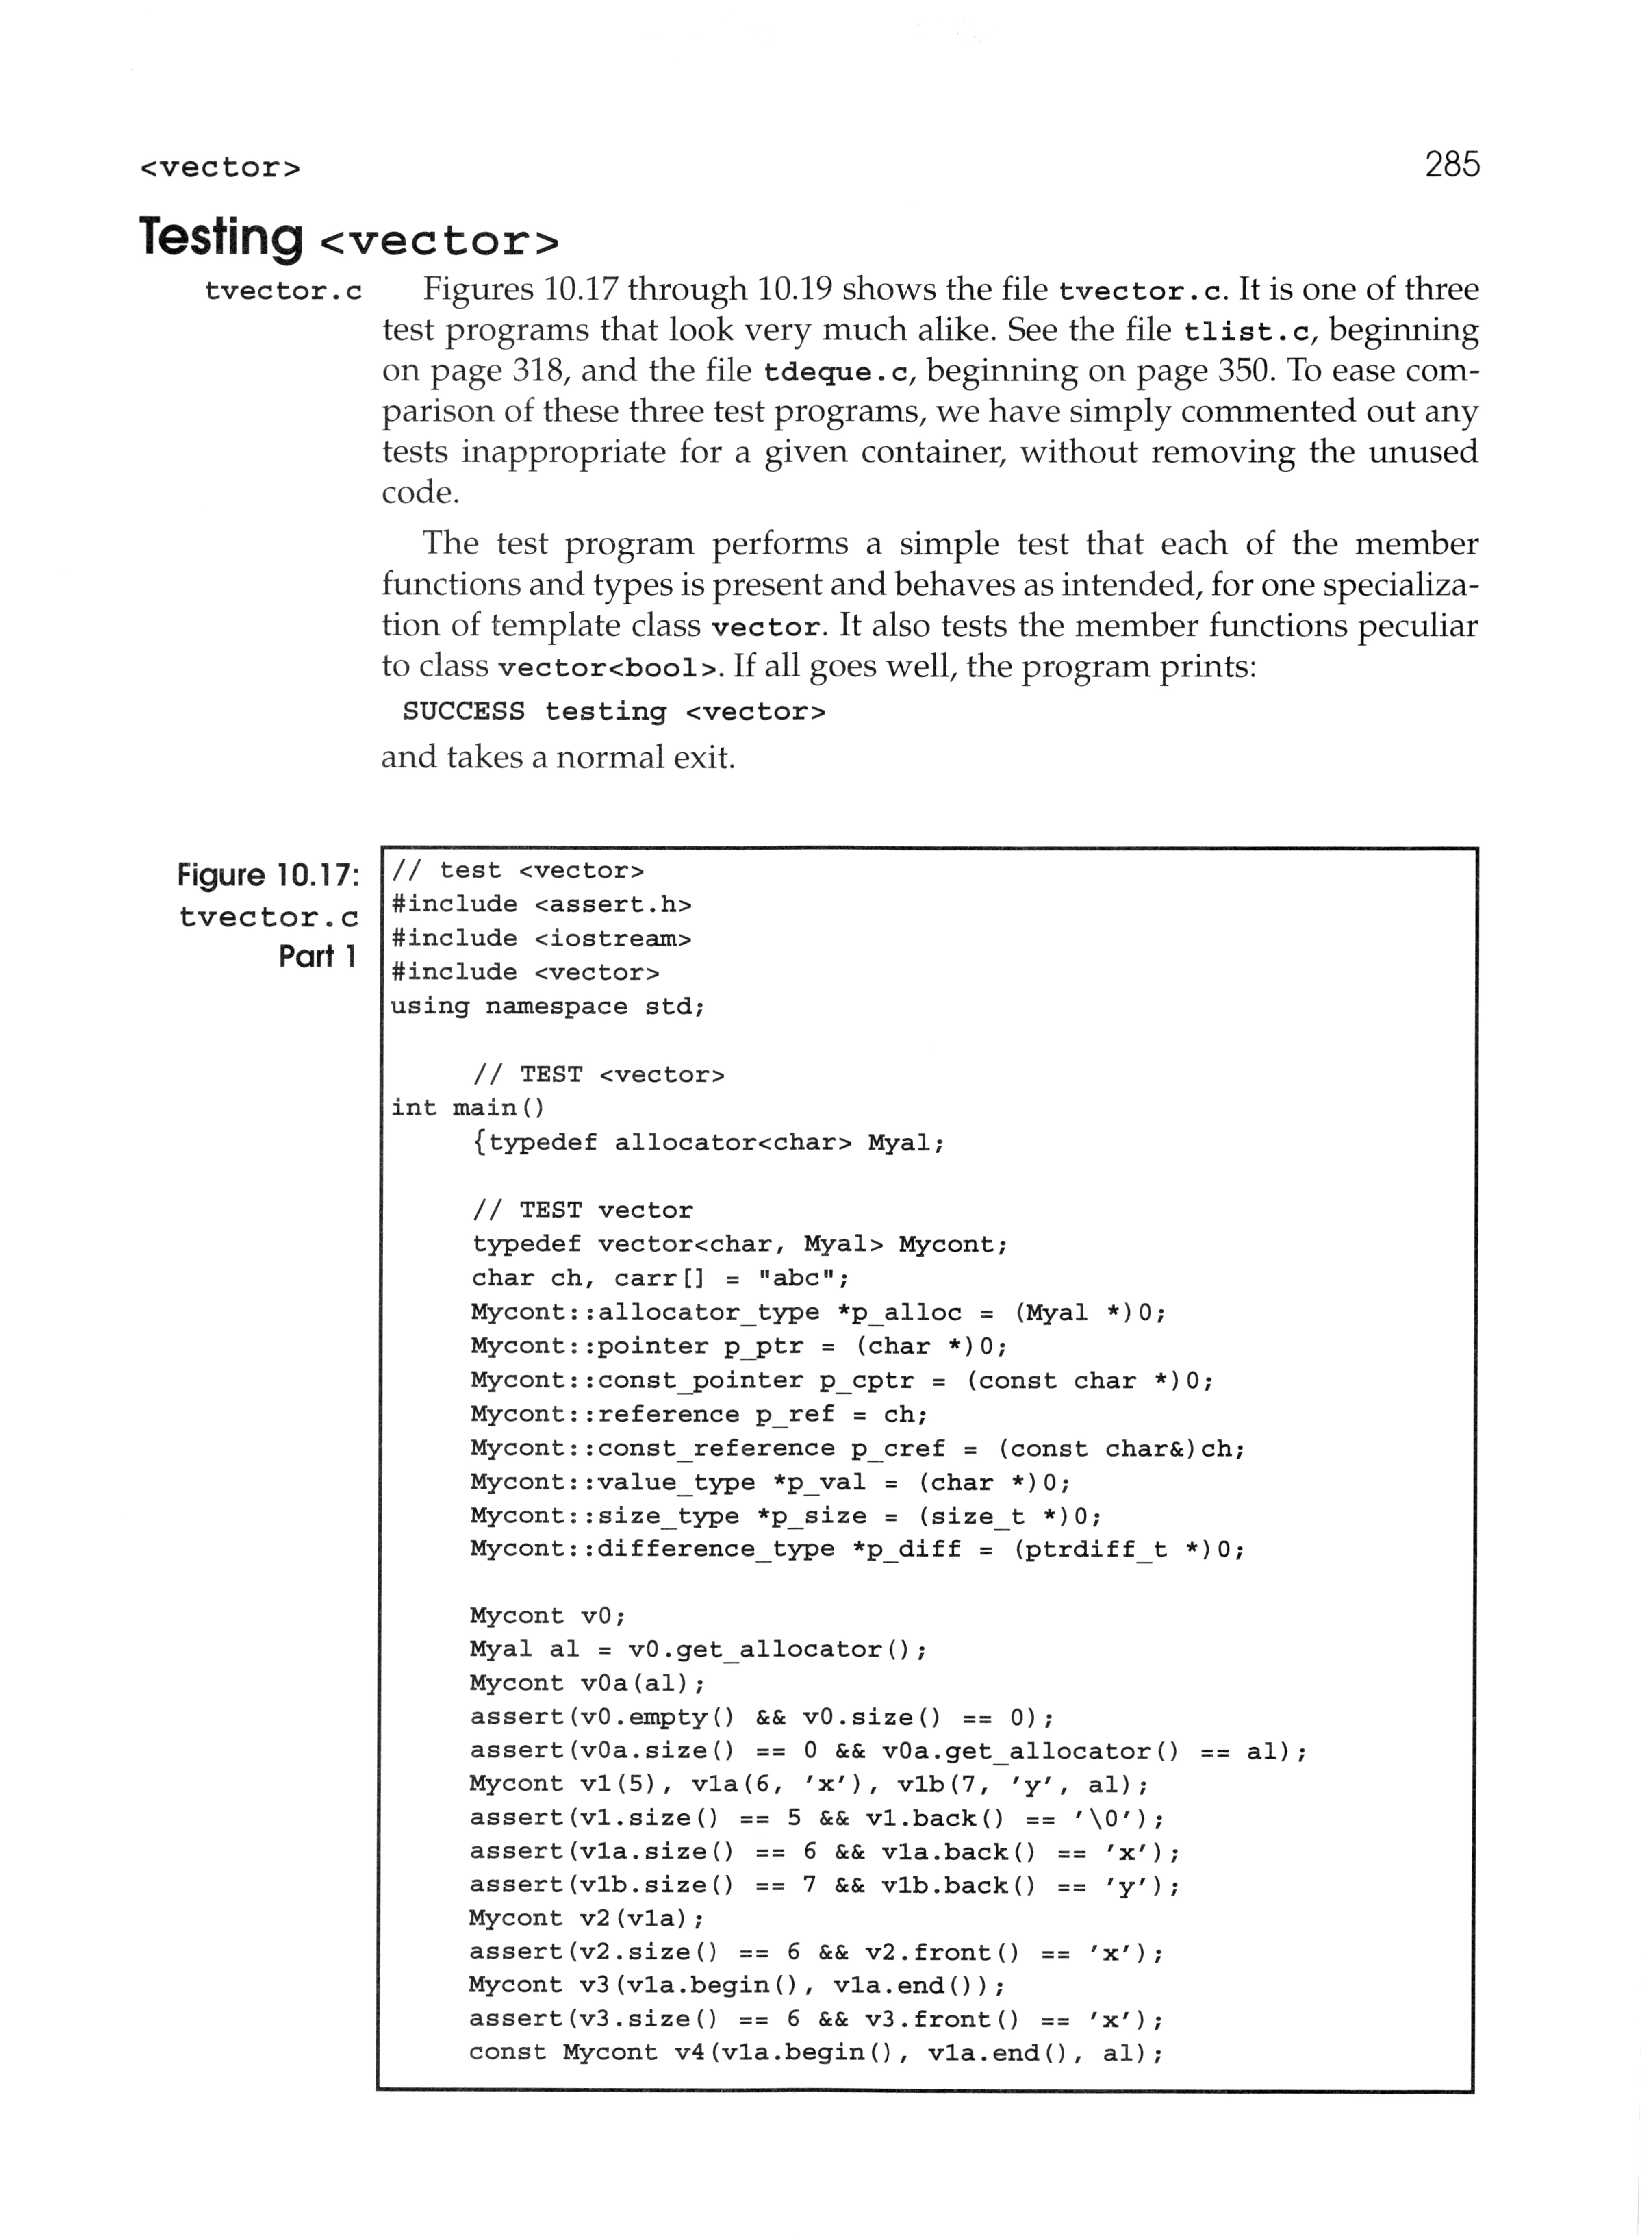 <vector>
285
Testing <vector>
tvector.c
Figures 10.17 through 10.19 shows the file tvector.c. It is one of three
test programs that look very much alike. See the file tlist.c, beginning
on page 318, and the file tdeque.c, beginning on page 350. To ease com-
parison of these three test programs, we have simply commented out any
tests inappropriate for a given container, without removing the unused
code.
The test program performs a simple test that each of the member
functions and types is present and behaves as intended, for one specializa-
tion of template class vector. It also tests the member functions peculiar
to class vector<bool>. If all goes well, the program prints:
SUCCESS testing <vector>
and takes a normal exit.
Figure 10.17:
tvector.c
Part 1
// test <vector>
#include <assert.h>
#include <iostream>
#include <vector>
using namespace std;
// TEST <vector>
int main()
{typedef allocator<char> Myal;
// TEST vector
typedef vector<char, Myal> Mycont;
char ch, carr[] = "abc";
Mycont::allocator_type *p_alloc = (Myal *)0;
Mycont::pointer p_ptr = (char *)0;
Mycont::const_pointer p_cptr = (const char *)0;
Mycont::reference p_ref = ch;
Mycont::const_reference p_cref = (const char&)ch;
Mycont::value_type *p_val = (char *)0;
Mycont::size_type *p_size = (size_t *)0;
Mycont::difference_type *p_diff = (ptrdiff_t *)0;
Mycont v0;
Myal al = v0.get_allocator();
Mycont v0a(al);
assert(v0.empty() && v0.size() == 0);
assert(v0a.size() == 0 && v0a.get_allocator() == al);
Mycont v1(5), v1a(6, 'x'), v1b(7, 'y', al);
assert(v1.size() == 5 && v1.back() == '\0');
assert(v1a.size() == 6 && v1a.back() == 'x');
assert(v1b.size() == 7 && v1b.back() == 'y');
Mycont v2(v1a);
assert(v2.size() == 6 && v2.front() == 'x');
Mycont v3(v1a.begin(), v1a.end());
assert(v3.size() == 6 && v3.front() == 'x');
const Mycont v4(v1a.begin(), v1a.end(), al);